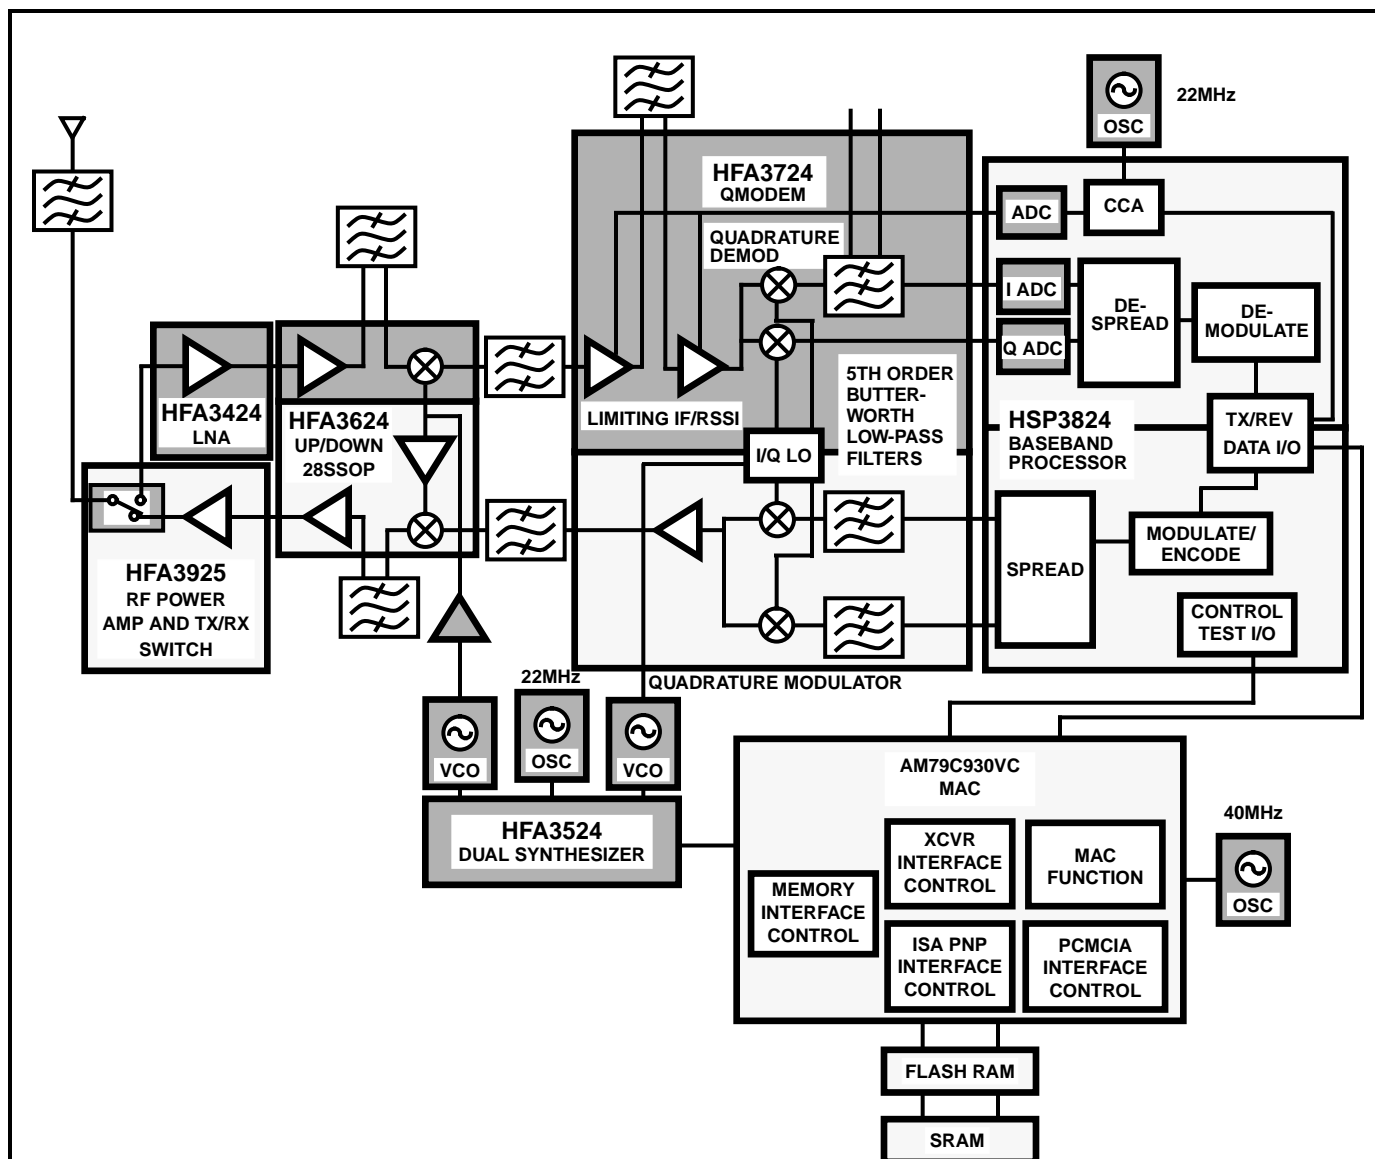 22MHz
OSC
HFA3724
QMODEM
ADC
CCA
QUADRATURE
DEMOD
I ADC
DE-
SPREAD
DE-
MODULATE
Q ADC
HFA3424
LNA
HFA3624
UP/DOWN
28SSOP
LIMITING IF/RSSI
5TH ORDER
BUTTER-
WORTH
LOW-PASS
FILTERS
I/Q LO
HSP3824
BASEBAND
PROCESSOR
TX/REV
DATA I/O
HFA3925
RF POWER
AMP AND TX/RX
SWITCH
SPREAD
MODULATE/
ENCODE
CONTROL
TEST I/O
QUADRATURE MODULATOR
22MHz
VCO
OSC
VCO
HFA3524
DUAL SYNTHESIZER
AM79C930VC
MAC
40MHz
OSC
XCVR
INTERFACE
CONTROL
MAC
FUNCTION
MEMORY
INTERFACE
CONTROL
ISA PNP
INTERFACE
CONTROL
PCMCIA
INTERFACE
CONTROL
FLASH RAM
SRAM